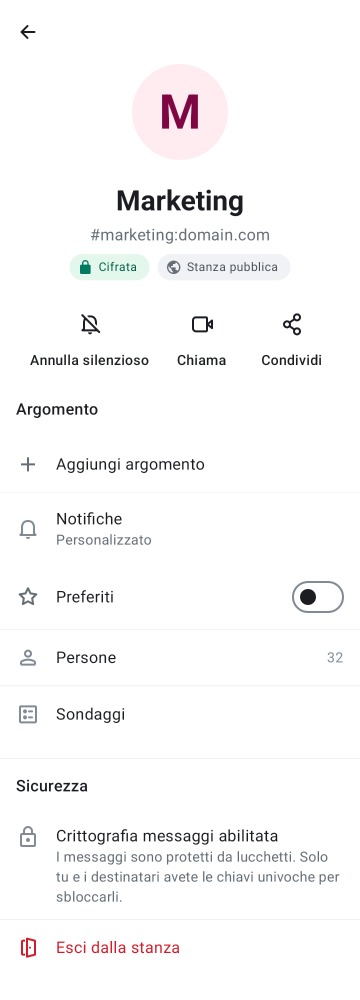 M
Marketing
#marketing:domain.com
Cifrata
Stanza pubblica
Annulla silenzioso
Chiama
Condividi
Argomento
Aggiungi argomento
Notifiche
Personalizzato
Preferiti
Persone
32
Sondaggi
Sicurezza
Crittografia messaggi abilitata
I messaggi sono protetti da lucchetti. Solo
tu e i destinatari avete le chiavi univoche per
sbloccarli.
Esci dalla stanza